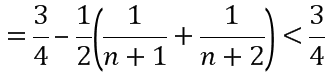 = 3/4 – 1/2(1/(n + 1) + 1/(n + 2)) < 3/4